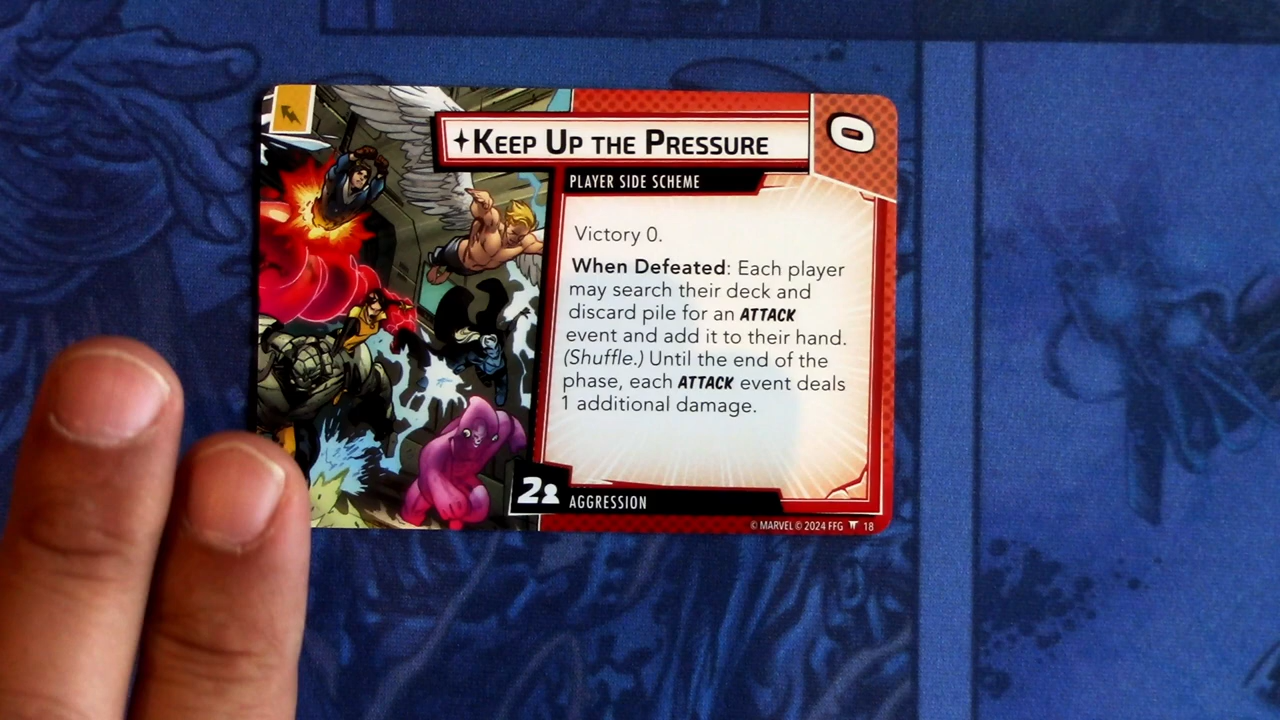 KEEP UP THE PRESSURE
0
PLAYER SIDE SCHEME
Victory 0.
When Defeated: Each player
may search their deck and
discard pile for an ATTACK
event and add it to their hand.
(Shuffle.) Until the end of the
phase, each ATTACK event deals
1 additional damage.
2
AGGRESSION
© MARVEL © 2024 FFG 18